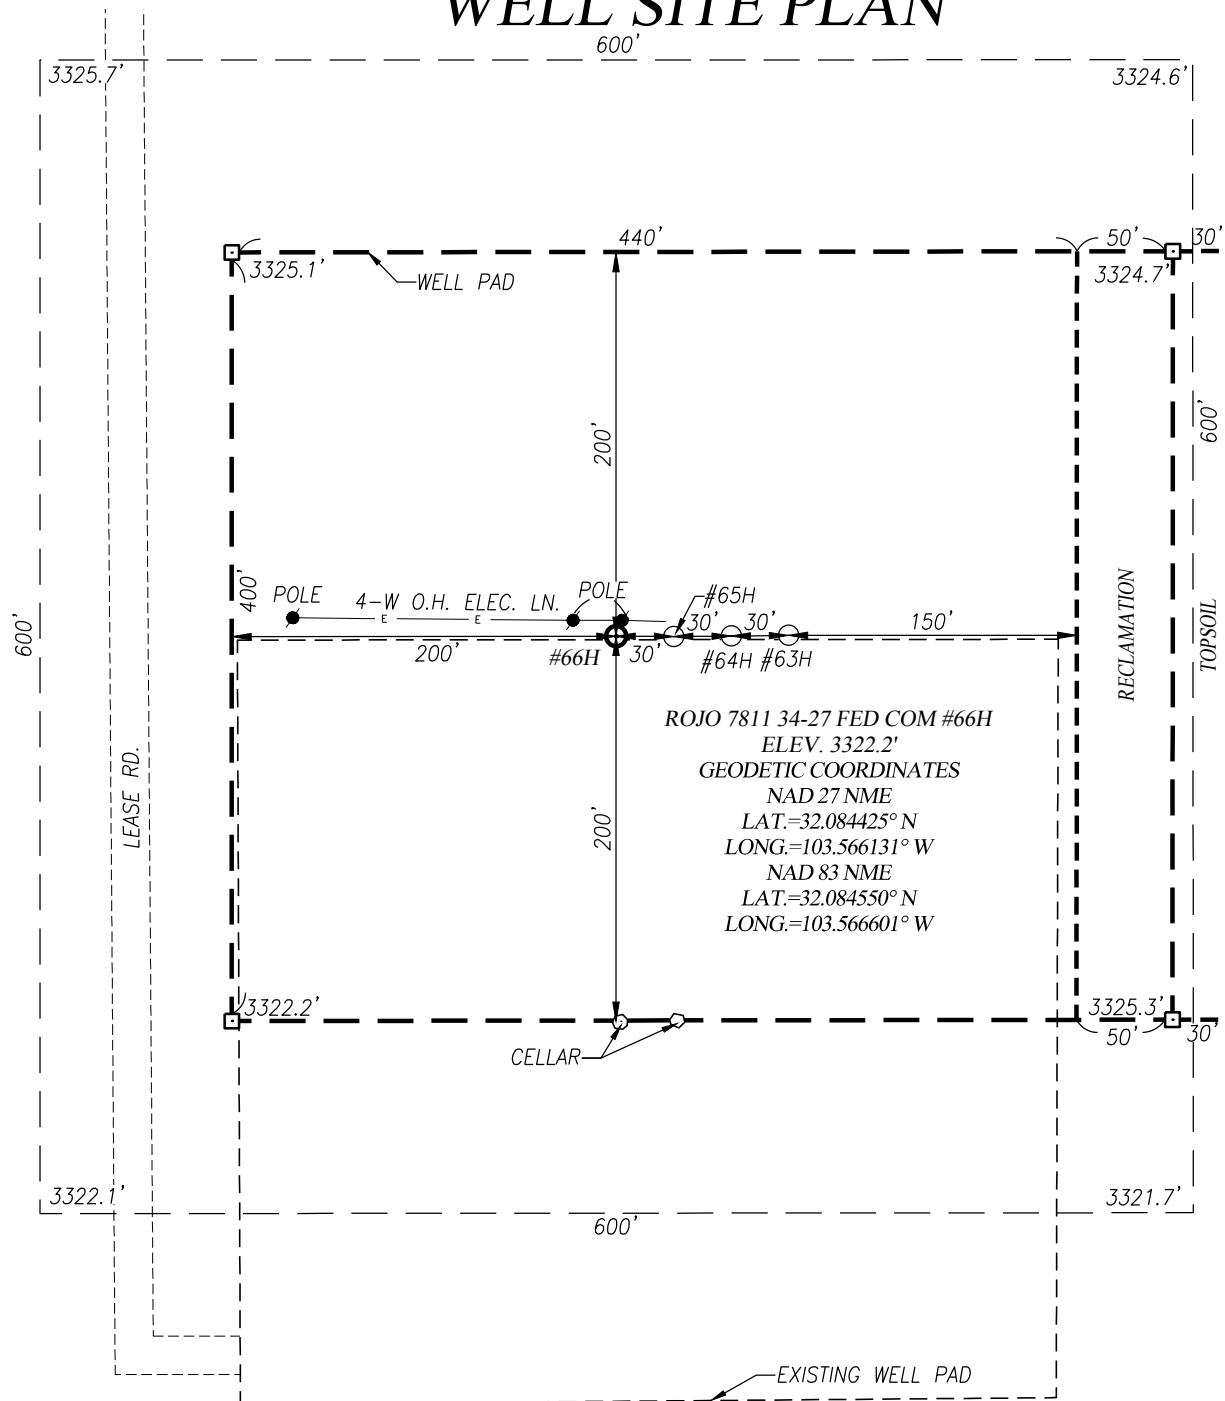 WELL SITE PLAN
600'
3325.7'
3324.6'
440'
50'
30'
3325.1'
3324.7'
WELL PAD
200'
600'
400'
POLE
4-W O.H. ELEC. LN.
E
E
POLE
#65H
30'
30'
150'
200'
#66H
30'
#64H
#63H
600'
RECLAMATION
TOPSOIL
LEASE RD.
200'
ROJO 7811 34-27 FED COM #66H
ELEV. 3322.2'
GEODETIC COORDINATES
NAD 27 NME
LAT.=32.084425° N
LONG.=103.566131° W
NAD 83 NME
LAT.=32.084550° N
LONG.=103.566601° W
3322.2'
3325.3'
50'
30'
CELLAR
3322.1'
3321.7'
600'
EXISTING WELL PAD